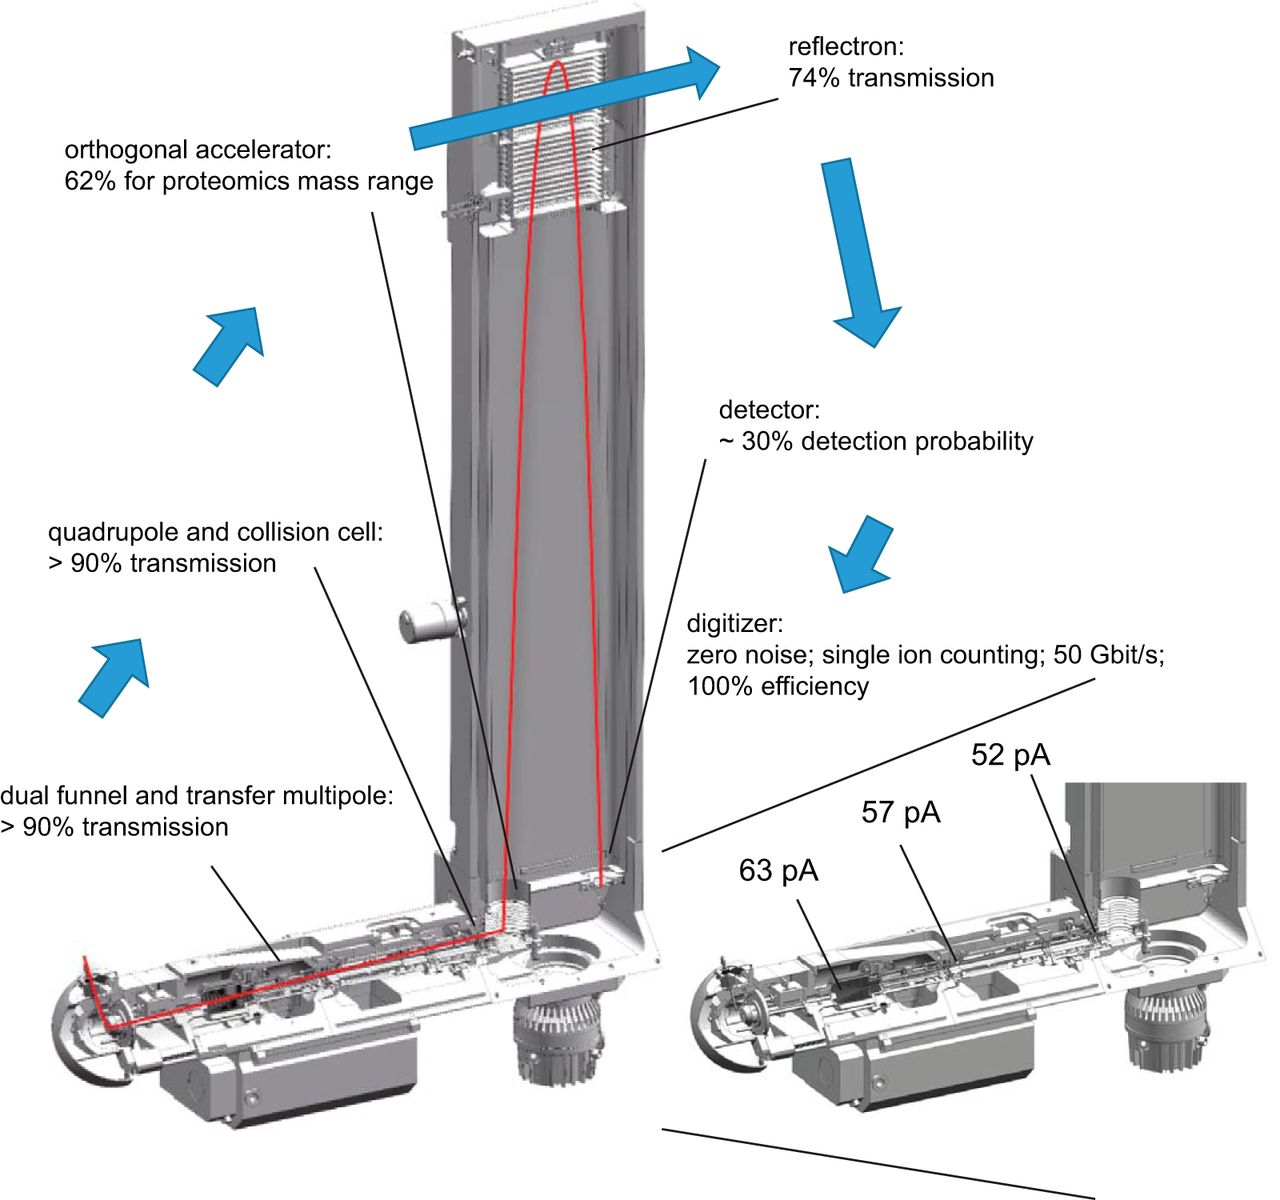 reflectron:
74% transmission
orthogonal accelerator:
62% for proteomics mass range
detector:
~ 30% detection probability
quadrupole and collision cell:
> 90% transmission
digitizer:
zero noise; single ion counting; 50 Gbit/s;
100% efficiency
dual funnel and transfer multipole:
> 90% transmission
52 pA
57 pA
63 pA